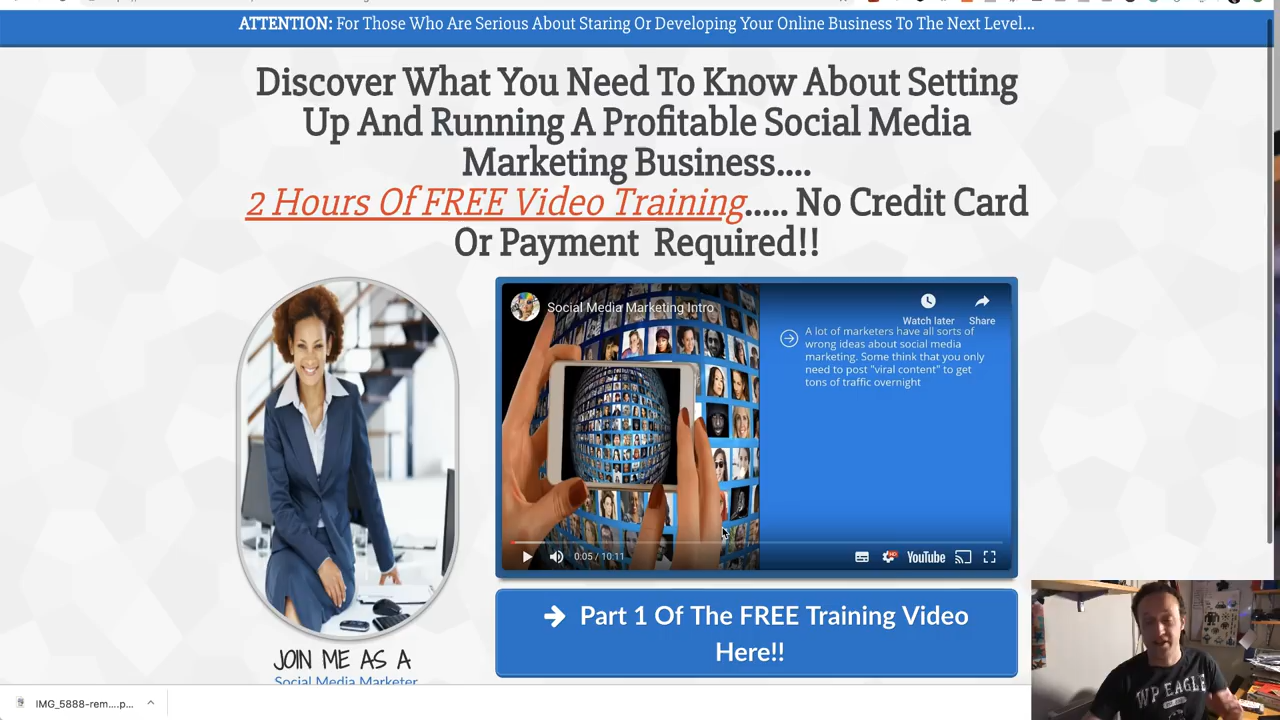 ATTENTION: For Those Who Are Serious About Staring Or Developing Your Online Business To The Next Level...
Discover What You Need To Know About Setting
Up And Running A Profitable Social Media
Marketing Business....
2 Hours Of FREE Video Training..... No Credit Card
Or Payment Required!!
Social Media Marketing Intro
Watch later
Share
A lot of marketers have all sorts of
wrong ideas about social media
marketing. Some think that you only
need to post "viral content" to get
tons of traffic overnight
0:05 / 10:11
HD
YouTube
Part 1 Of The FREE Training Video
Here!!
JOIN ME AS A
Social Media Marketer
IMG_5888-rem....p...
WP EAGLE